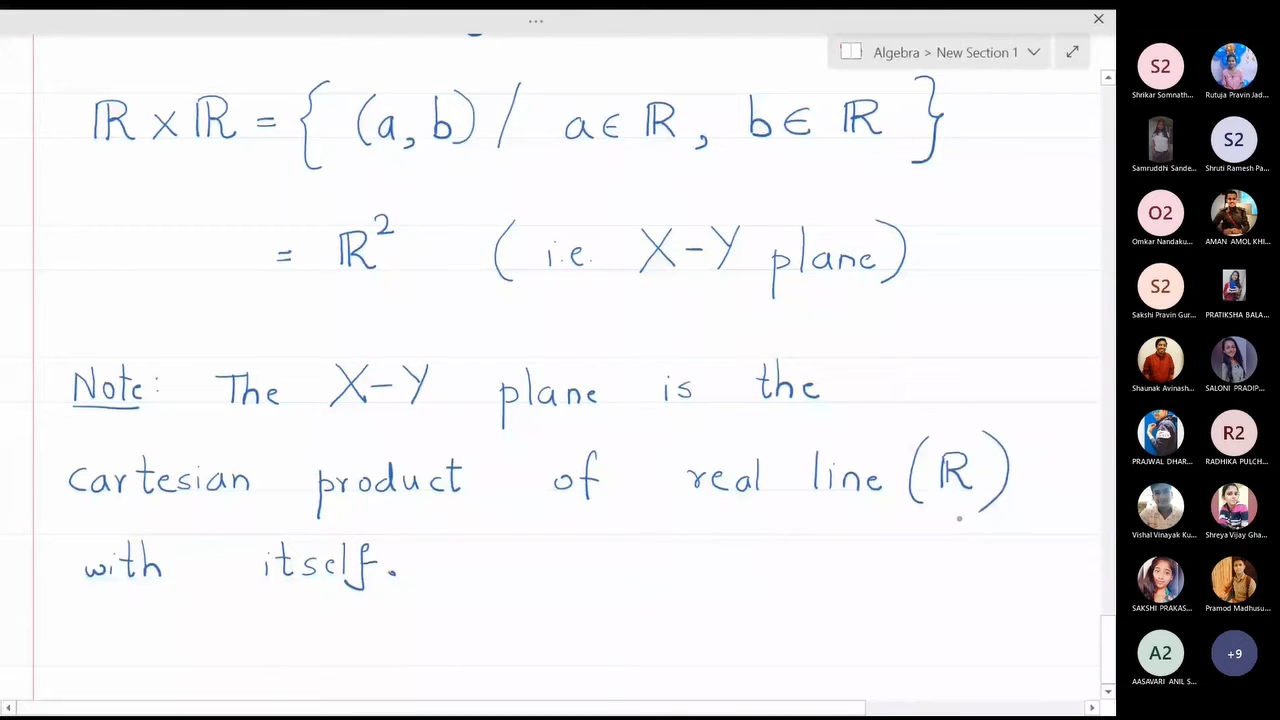 Algebra > New Section 1
ℝ × ℝ = { (a, b) / a ∈ ℝ, b ∈ ℝ }
= ℝ² (i.e. X-Y plane)
Note: The X-Y plane is the
cartesian product of real line (ℝ)
with itself.
S2
Shrikar Somnath...
Rutuja Pravin Jad...
Samruddhi Sande...
S2
Shruti Ramesh Pa...
O2
Omkar Nandaku...
AMAN AMOL KHI...
S2
Sakshi Pravin Gur...
PRATIKSHA BALA...
Shaunak Avinash...
SALONI PRADIP...
PRAJWAL DHAR...
R2
RADHIKA PULCH...
Vishal Vinayak Ku...
Shreya Vijay Gha...
SAKSHI PRAKAS...
Pramod Madhusu...
A2
AASAVARI ANIL S...
+9